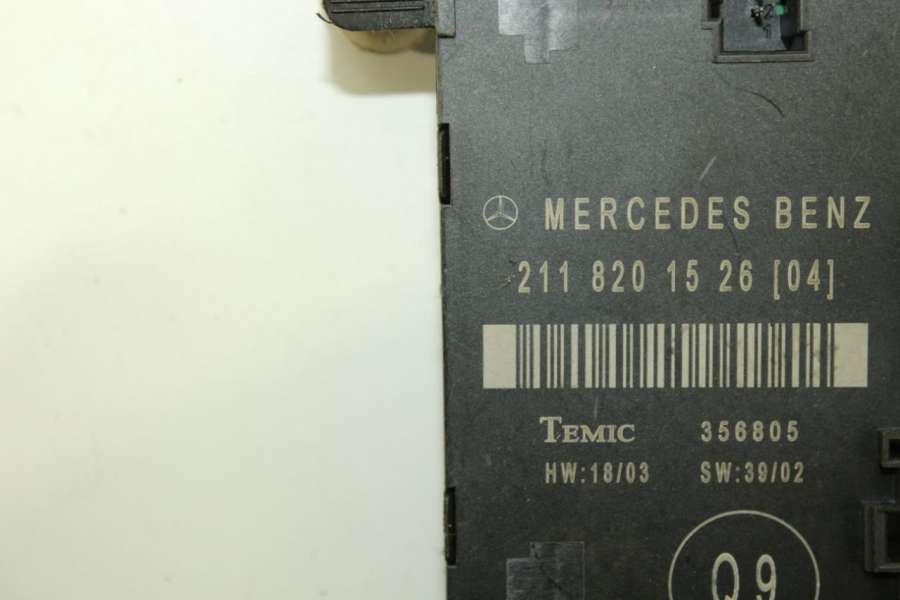 MERCEDES BENZ
211 820 15 26 [04]
TEMIC 356805
HW:18/03 SW:39/02
Q9